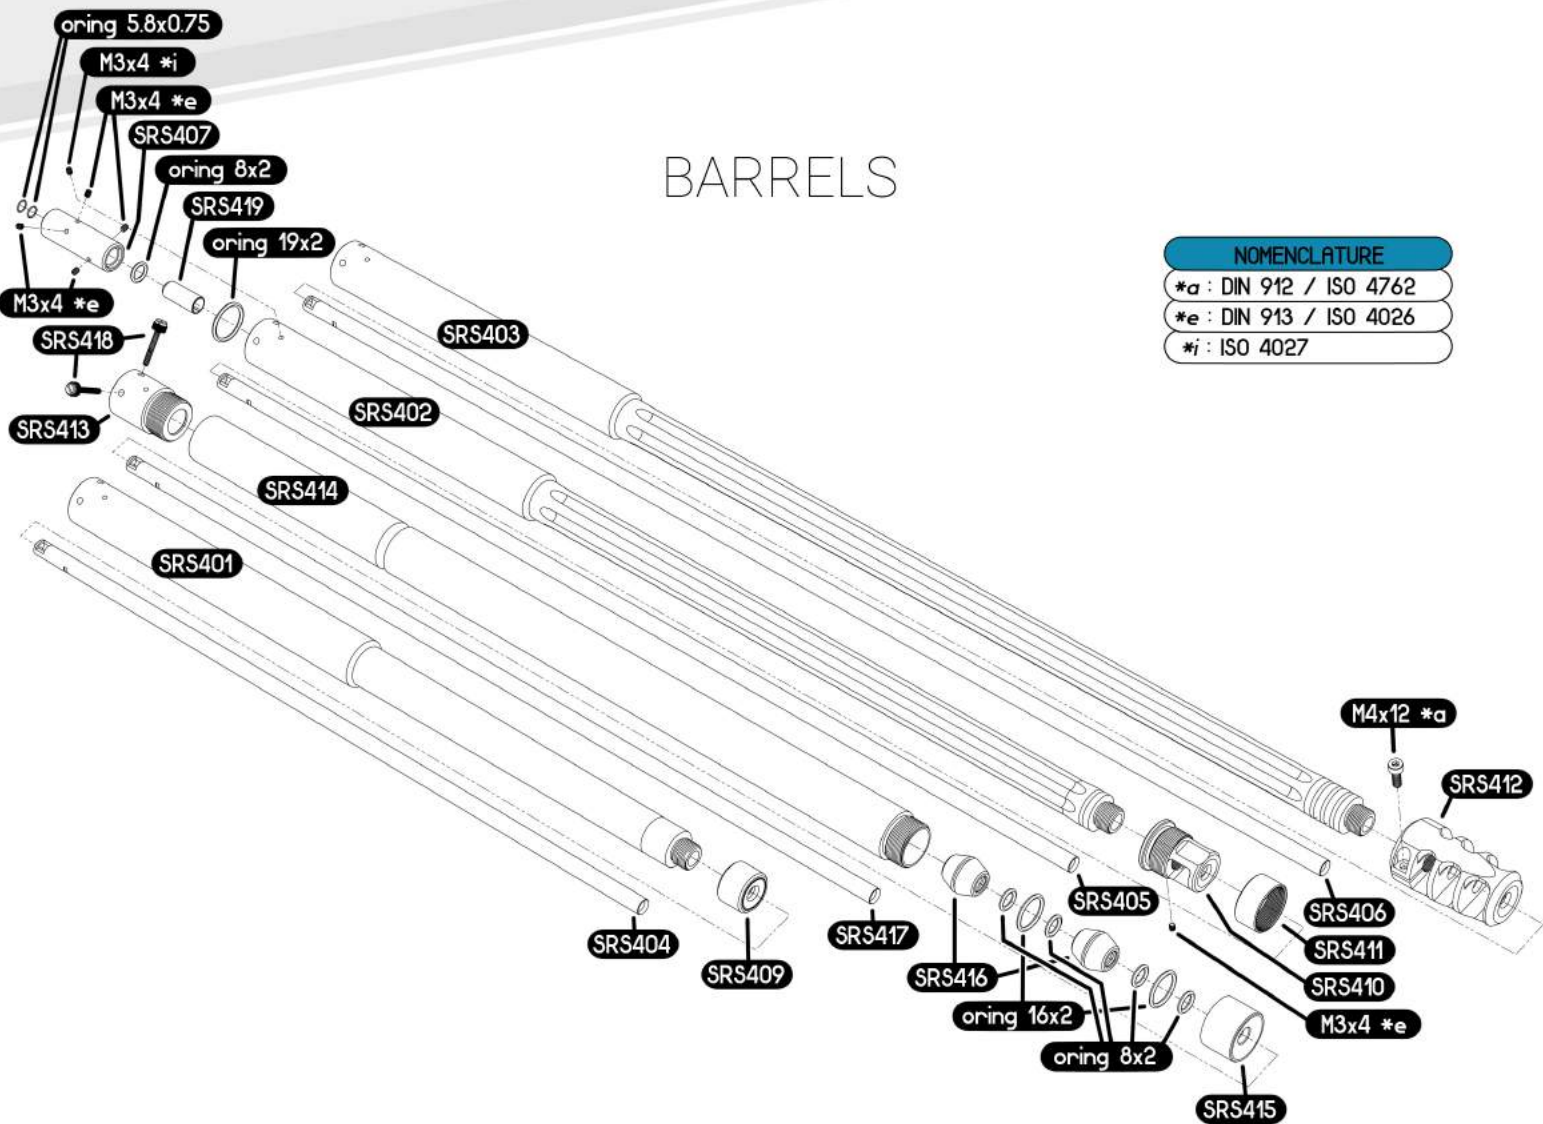 oring 5.8x0.75
M3x4 *i
M3x4 *e
SRS407
oring 8x2
SRS419
oring 19x2
M3x4 *e
SRS418
SRS413
BARRELS
NOMENCLATURE
*a : DIN 912 / ISO 4762
*e : DIN 913 / ISO 4026
*i : ISO 4027
SRS403
SRS402
SRS414
SRS401
M4x12 *a
SRS412
SRS405
SRS406
SRS404
SRS417
SRS411
SRS409
SRS416
SRS410
oring 16x2
M3x4 *e
oring 8x2
SRS415